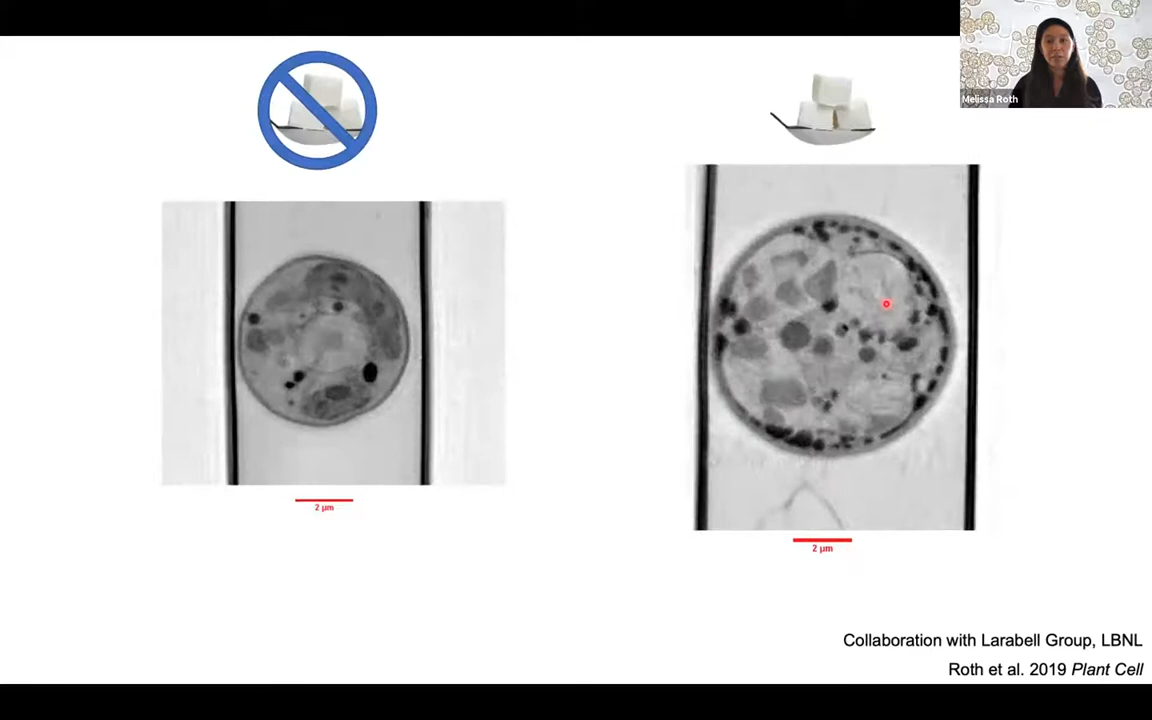 Melissa Roth
2 μm
2 μm
Collaboration with Larabell Group, LBNL
Roth et al. 2019 Plant Cell